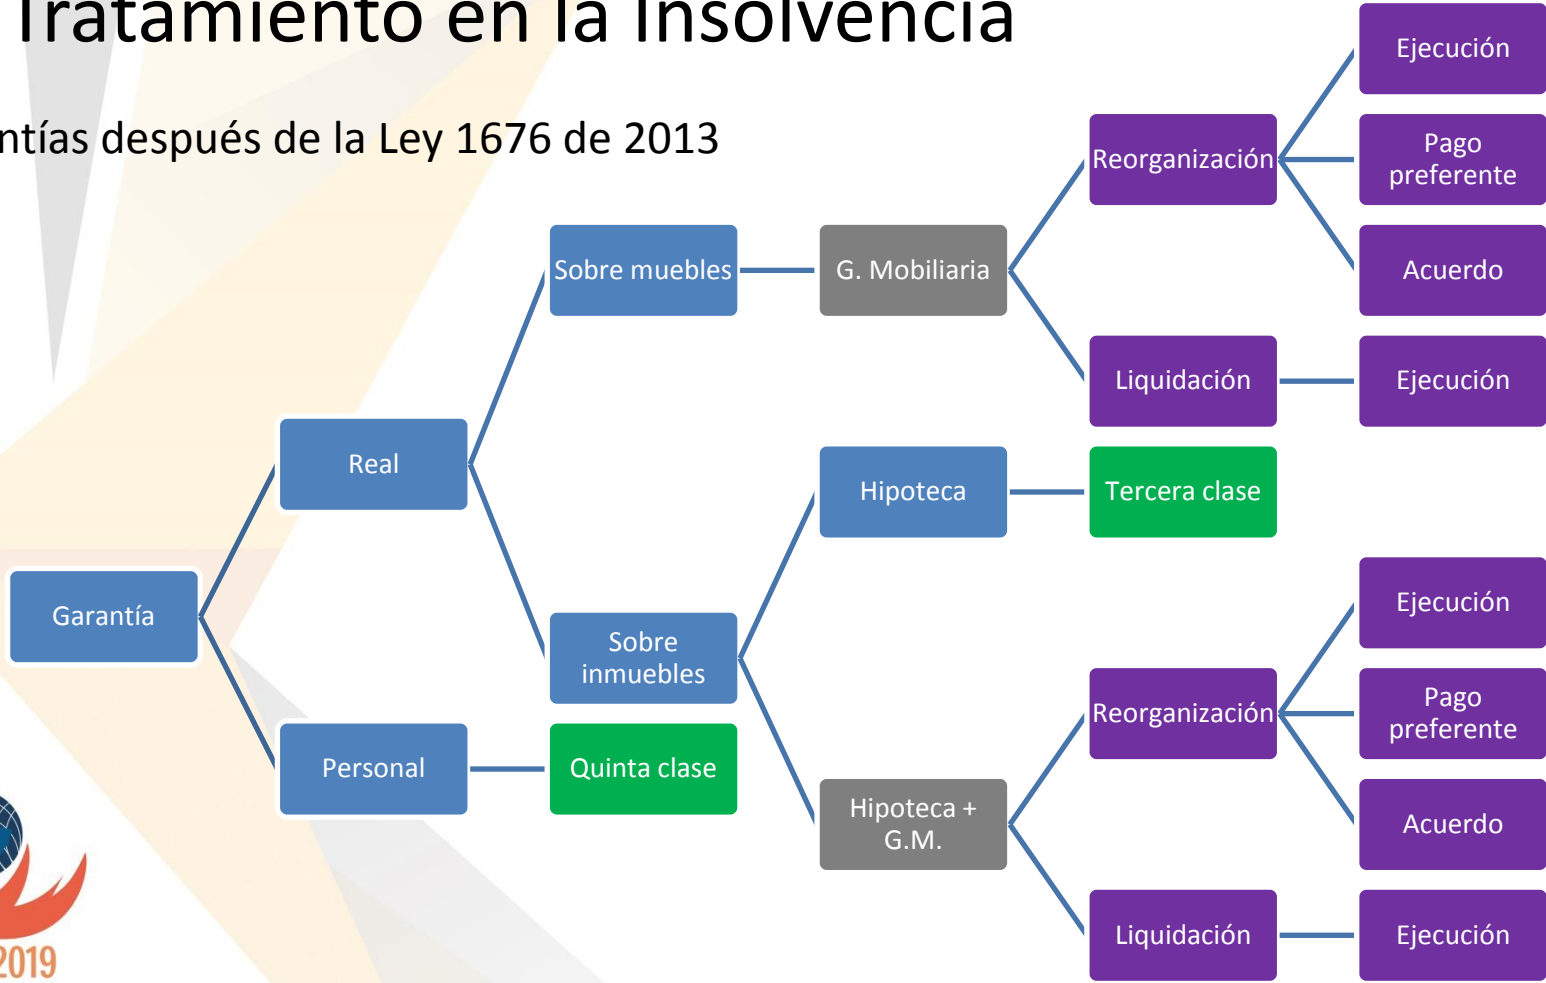 Tratamiento en la Insolvencia
ntías después de la Ley 1676 de 2013
Garantía
Real
Personal
Sobre muebles
Sobre
inmuebles
Quinta clase
G. Mobiliaria
Hipoteca
Hipoteca +
G.M.
Reorganización
Liquidación
Tercera clase
Reorganización
Liquidación
Ejecución
Pago
preferente
Acuerdo
Ejecución
Ejecución
Pago
preferente
Acuerdo
Ejecución
2019